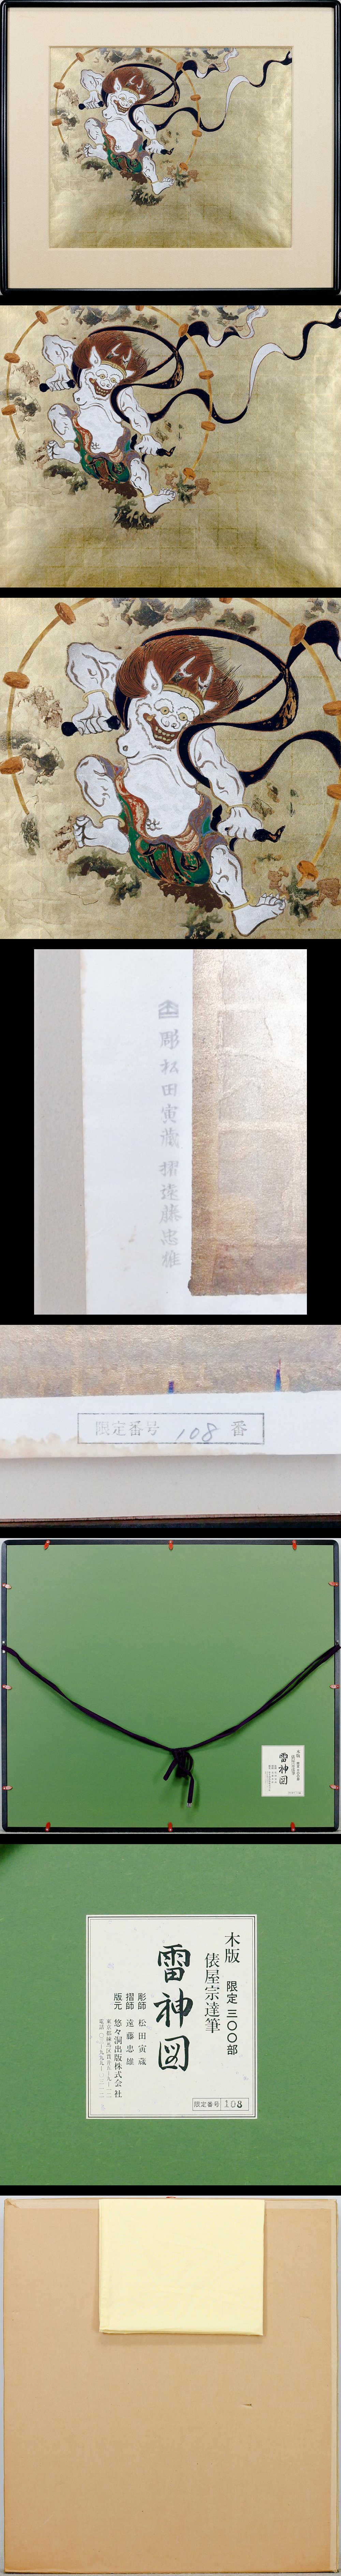 彫 松田寅蔵 摺 遠藤忠雄
限定番号 108 番
木版 限定 三〇〇部
俵屋宗達筆
雷神図
彫師 松田寅蔵
摺師 遠藤忠雄
版元 悠々洞出版株式会社
限定番号 108